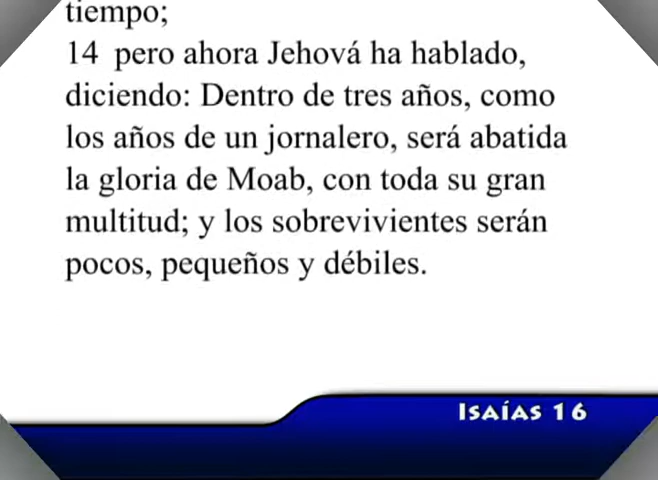 tiempo;
14 pero ahora Jehová ha hablado,
diciendo: Dentro de tres años, como
los años de un jornalero, será abatida
la gloria de Moab, con toda su gran
multitud; y los sobrevivientes serán
pocos, pequeños y débiles.
Isaías 16